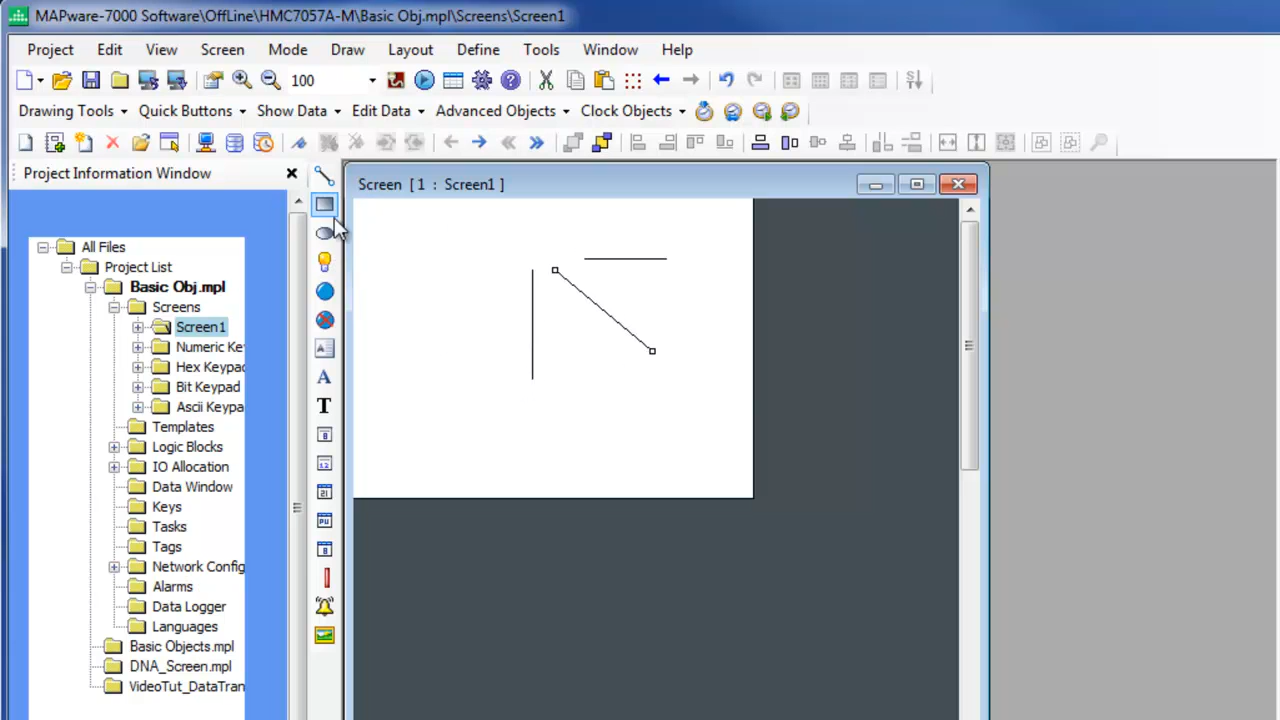 MAPware-7000 Software\OffLine\HMC7057A-M\Basic Obj.mpl\Screens\Screen1
Project Edit View Screen Mode Draw Layout Define Tools Window Help
100
Drawing Tools Quick Buttons Show Data Edit Data Advanced Objects Clock Objects
Project Information Window
Screen [1 : Screen1 ]
All Files
Project List
Basic Obj.mpl
Screens
Screen1
Numeric Ke
Hex Keypad
Bit Keypad
Ascii Keypa
Templates
Logic Blocks
IO Allocation
Data Window
Keys
Tasks
Tags
Network Config
Alarms
Data Logger
Languages
Basic Objects.mpl
DNA_Screen.mpl
VideoTut_DataTran
A
T